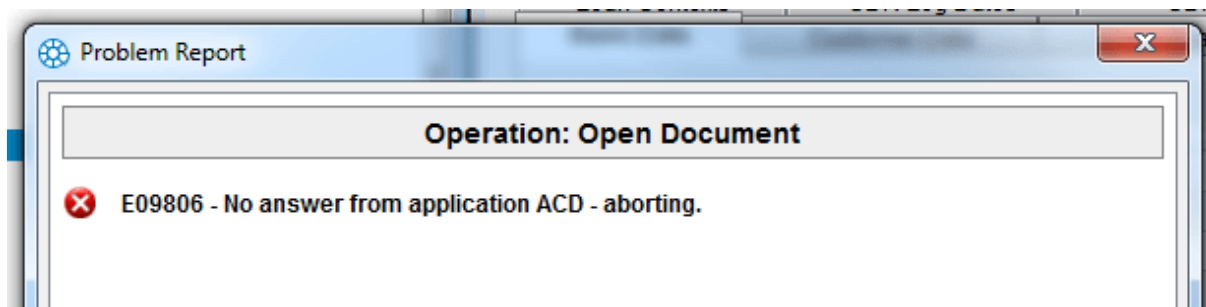 Problem Report
Operation: Open Document
E09806 - No answer from application ACD - aborting.